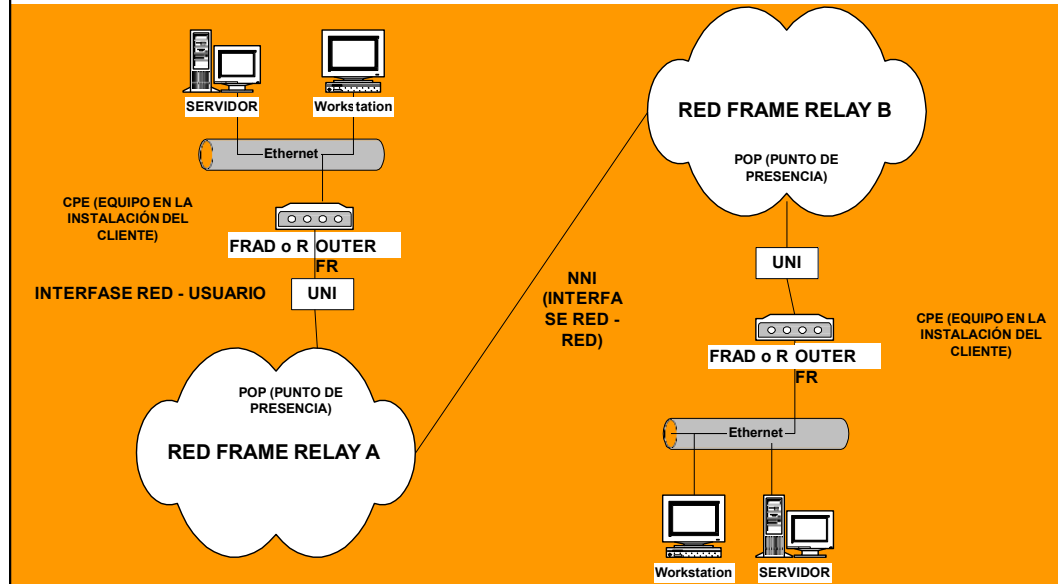 SERVIDOR
Workstation
Ethernet
CPE (EQUIPO EN LA
INSTALACIÓN DEL
CLIENTE)
FRAD o R OUTER
FR
INTERFASE RED - USUARIO
UNI
POP (PUNTO DE
PRESENCIA)
RED FRAME RELAY A
NNI
(INTERFA
SE RED -
RED)
RED FRAME RELAY B
POP (PUNTO DE
PRESENCIA)
UNI
CPE (EQUIPO EN LA
INSTALACIÓN DEL
CLIENTE)
FRAD o R OUTER
FR
Ethernet
Workstation
SERVIDOR